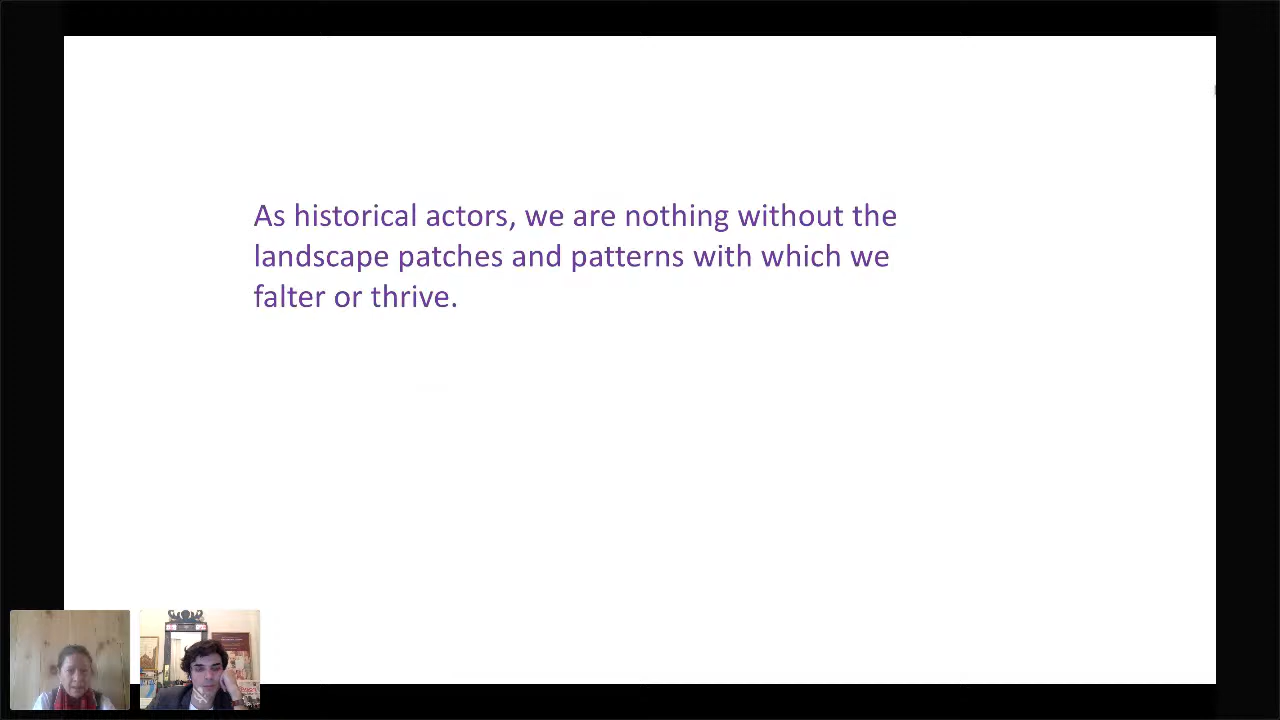 As historical actors, we are nothing without the
landscape patches and patterns with which we
falter or thrive.